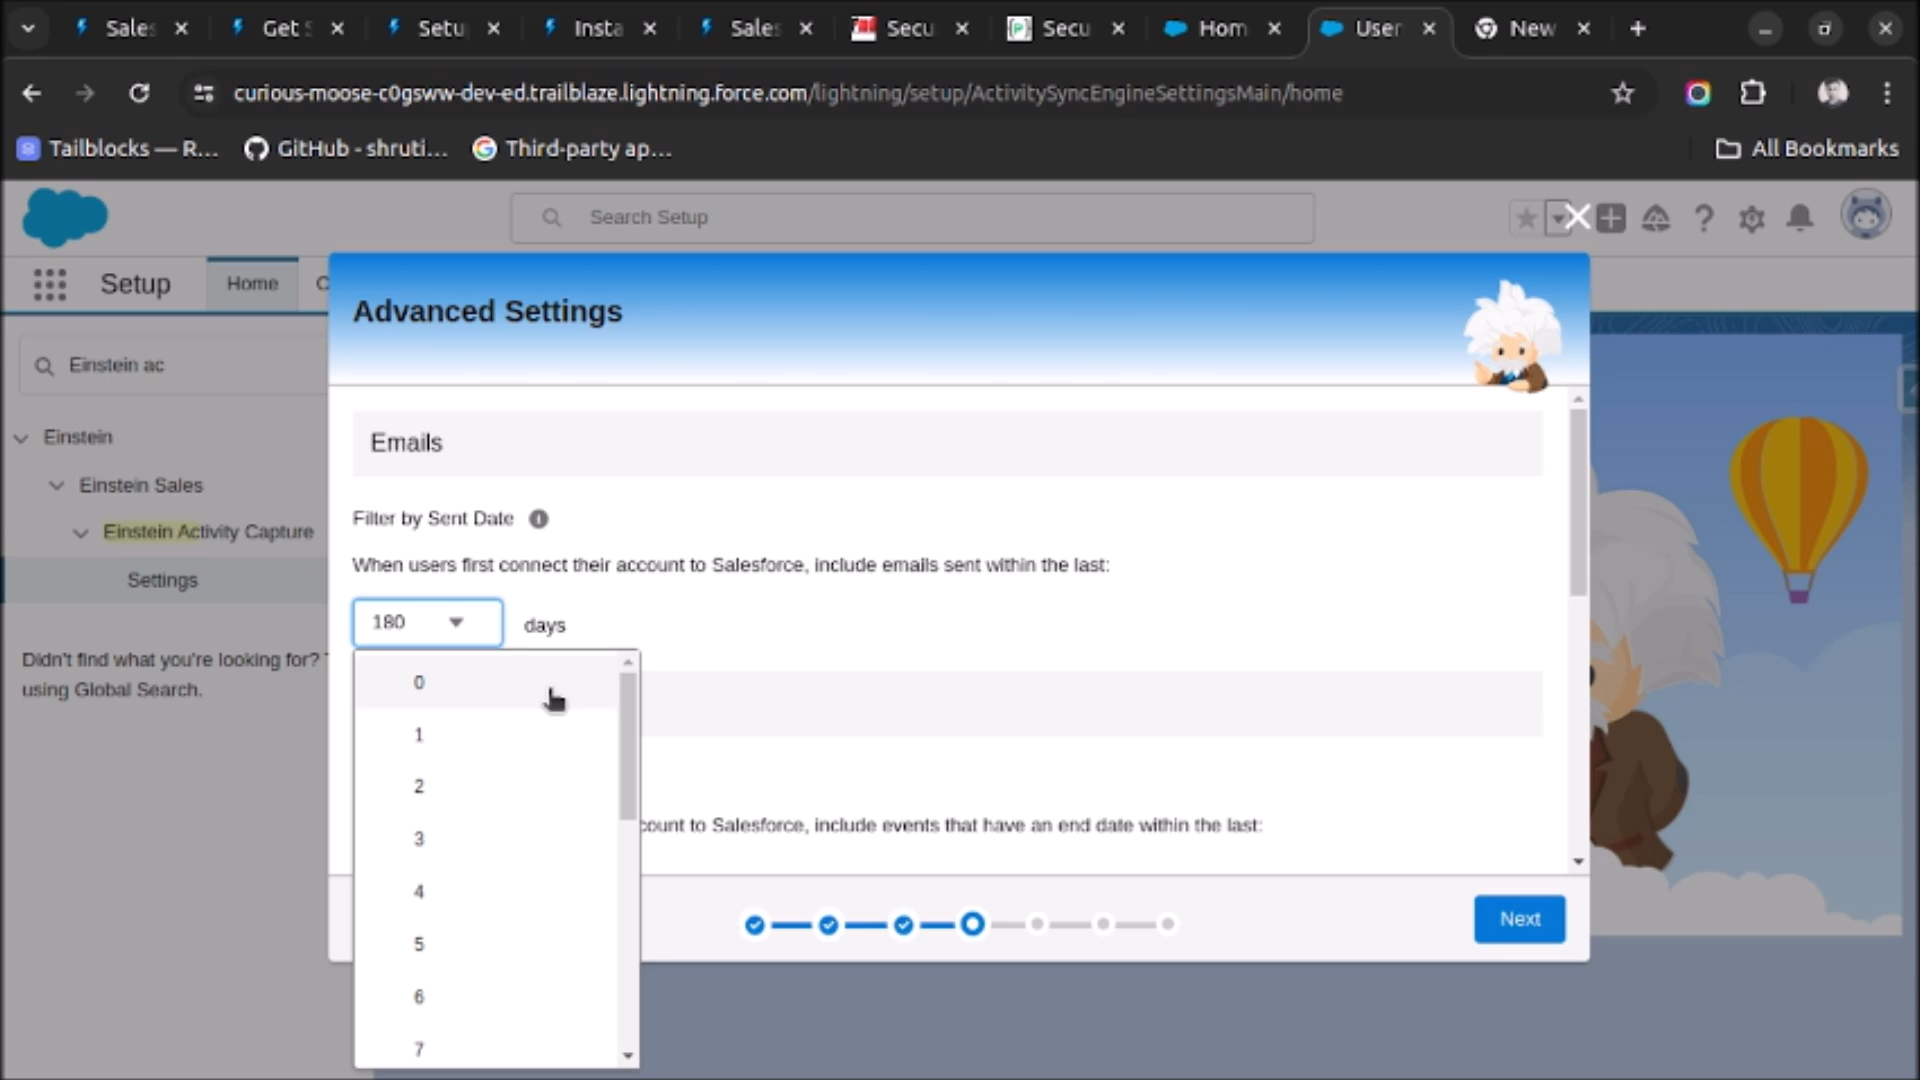 Sales
Get S
Setu
Insta
Sales
Secu
Secu
Hom
User
New
curious-moose-c0gsww-dev-ed.trailblaze.lightning.force.com/lightning/setup/ActivitySyncEngineSettingsMain/home
Tailblocks — R...
GitHub - shruti...
Third-party ap...
All Bookmarks
Search Setup
Setup
Home
Advanced Settings
Einstein ac
Emails
Einstein
Einstein Sales
Filter by Sent Date
Einstein Activity Capture
When users first connect their account to Salesforce, include emails sent within the last:
Settings
180
days
Didn't find what you're looking for?
using Global Search.
0
1
2
3
count to Salesforce, include events that have an end date within the last:
4
5
6
7
Next